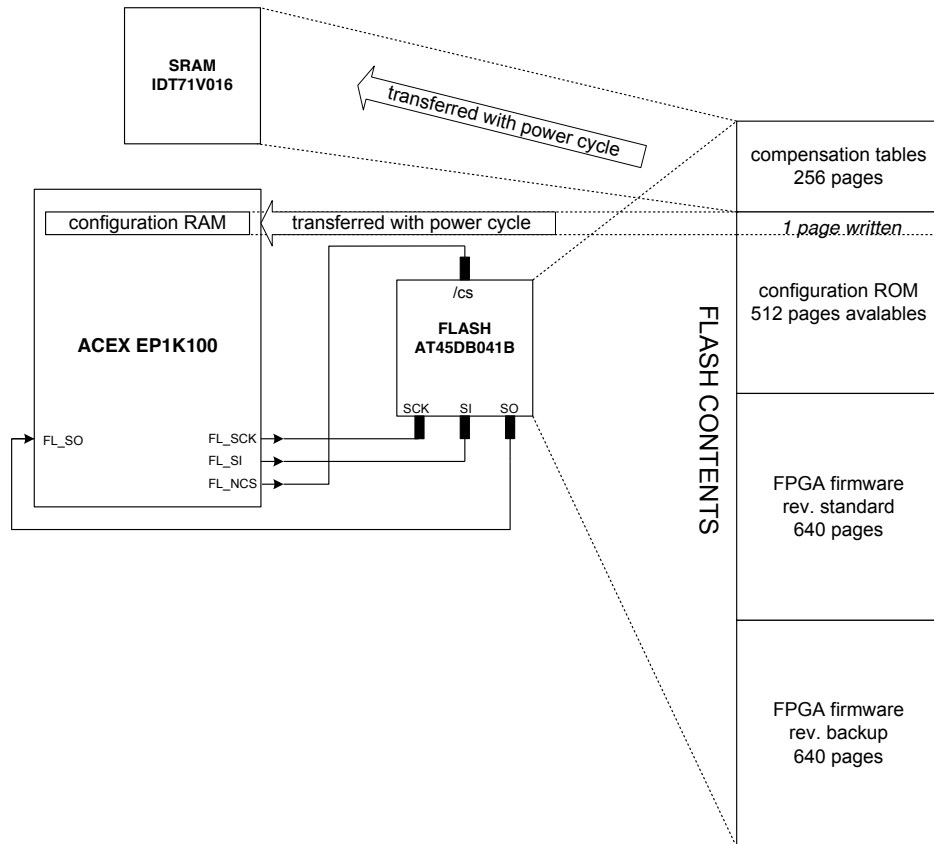 SRAM
IDT71V016
transferred with power cycle
compensation tables
256 pages
configuration RAM
transferred with power cycle
1 page written
/cs
FLASH
AT45DB041B
configuration ROM
512 pages avalables
ACEX EP1K100
SCK SI SO
FLASH CONTENTS
FL_SO
FL_SCK
FL_SI
FL_NCS
FPGA firmware
rev. standard
640 pages
FPGA firmware
rev. backup
640 pages